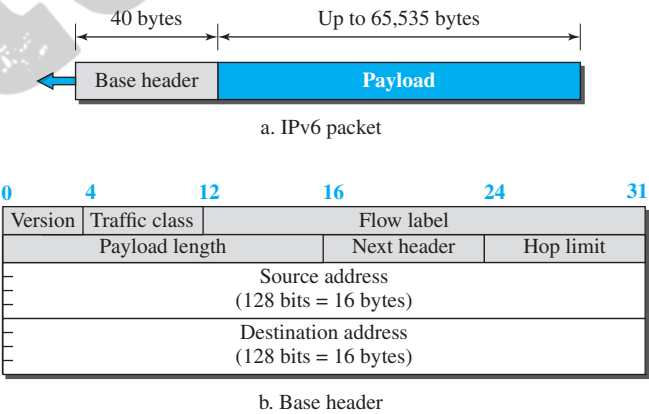 40 bytes Up to 65,535 bytes
Base header Payload
a. IPv6 packet
0 4 12 16 24 31
Version Traffic class Flow label
Payload length Next header Hop limit
Source address
(128 bits = 16 bytes)
Destination address
(128 bits = 16 bytes)
b. Base header